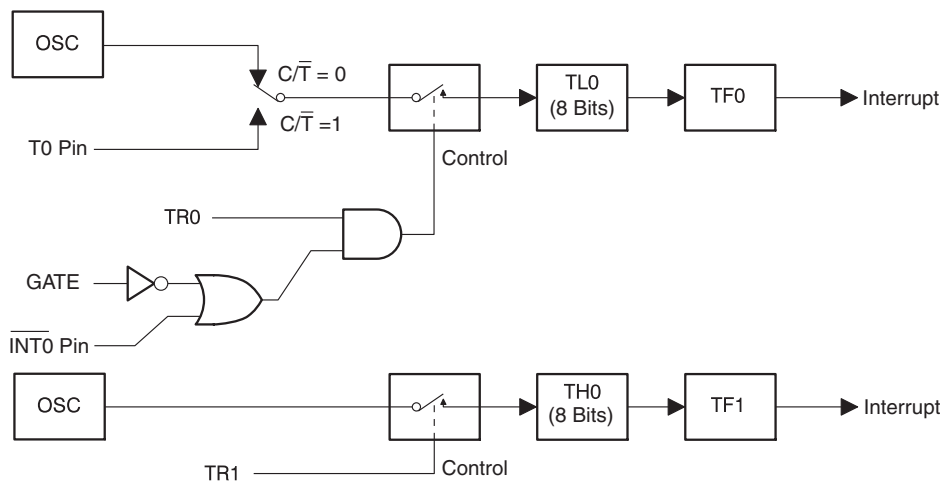 OSC
C/T̅ = 0
C/T̅ =1
T0 Pin
TL0
(8 Bits)
TF0
Interrupt
Control
TR0
GATE
I̅N̅T̅0̅ Pin
OSC
TH0
(8 Bits)
TF1
Interrupt
TR1
Control